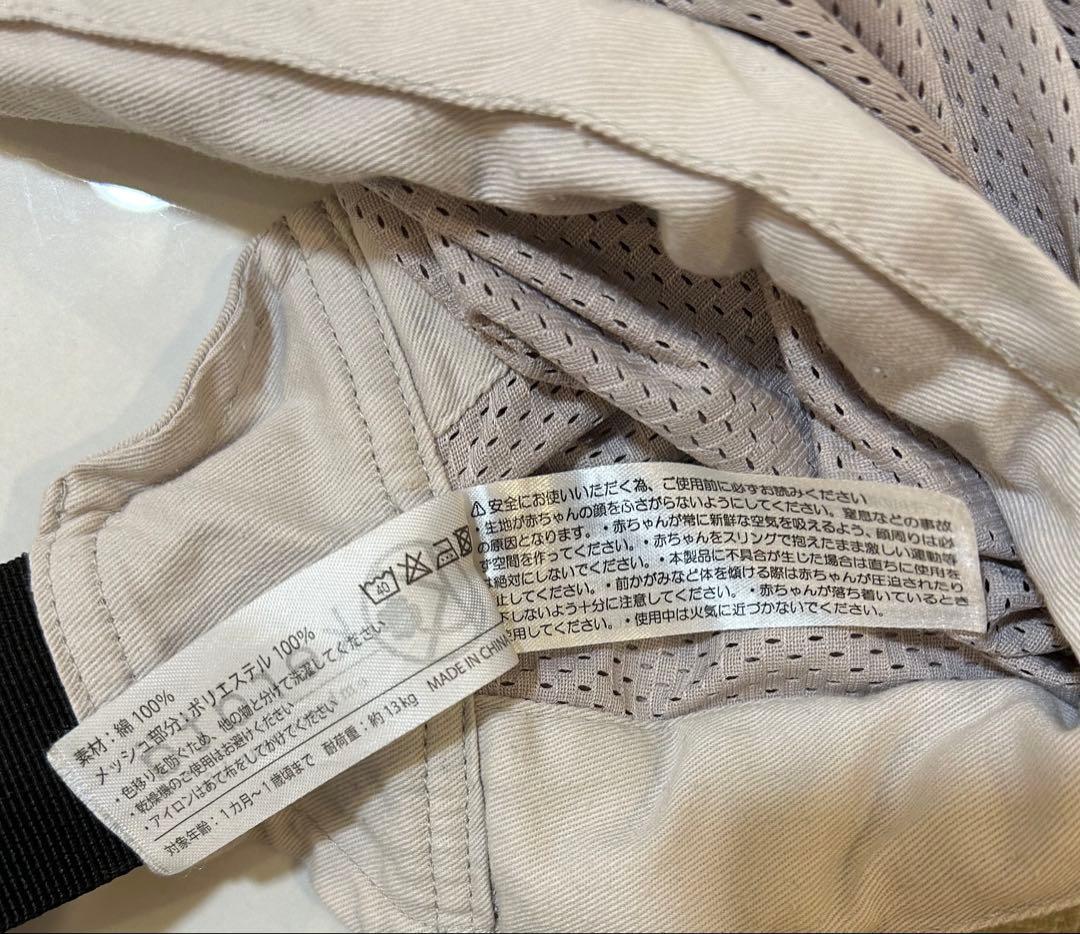 素材：綿 100%
メッシュ部分：ポリエステル 100%
・色移りを防ぐため、他の物と分けて洗濯してください
・乾燥機のご使用はお避けください
・アイロンはあて布をしてかけてください
対象年齢：1カ月〜1歳頃まで 耐荷重：約13kg MADE IN CHINA
40
⚠安全にお使いいただく為、ご使用前に必ずお読みください
・生地が赤ちゃんの顔をふさがらないようにしてください。窒息などの事故
の原因となります。・赤ちゃんが常に新鮮な空気を吸えるよう、顔周りは必
ず空間を作ってください。・赤ちゃんをスリングで抱えたまま激しい運動等
は絶対にしないでください。・本製品に不具合が生じた場合は直ちに使用を
止してください。・前かがみなど体を傾ける際は赤ちゃんが圧迫されたり
下しないよう十分に注意してください。・赤ちゃんが落ち着いているとき
用してください。・使用中は火気に近づかないでください。